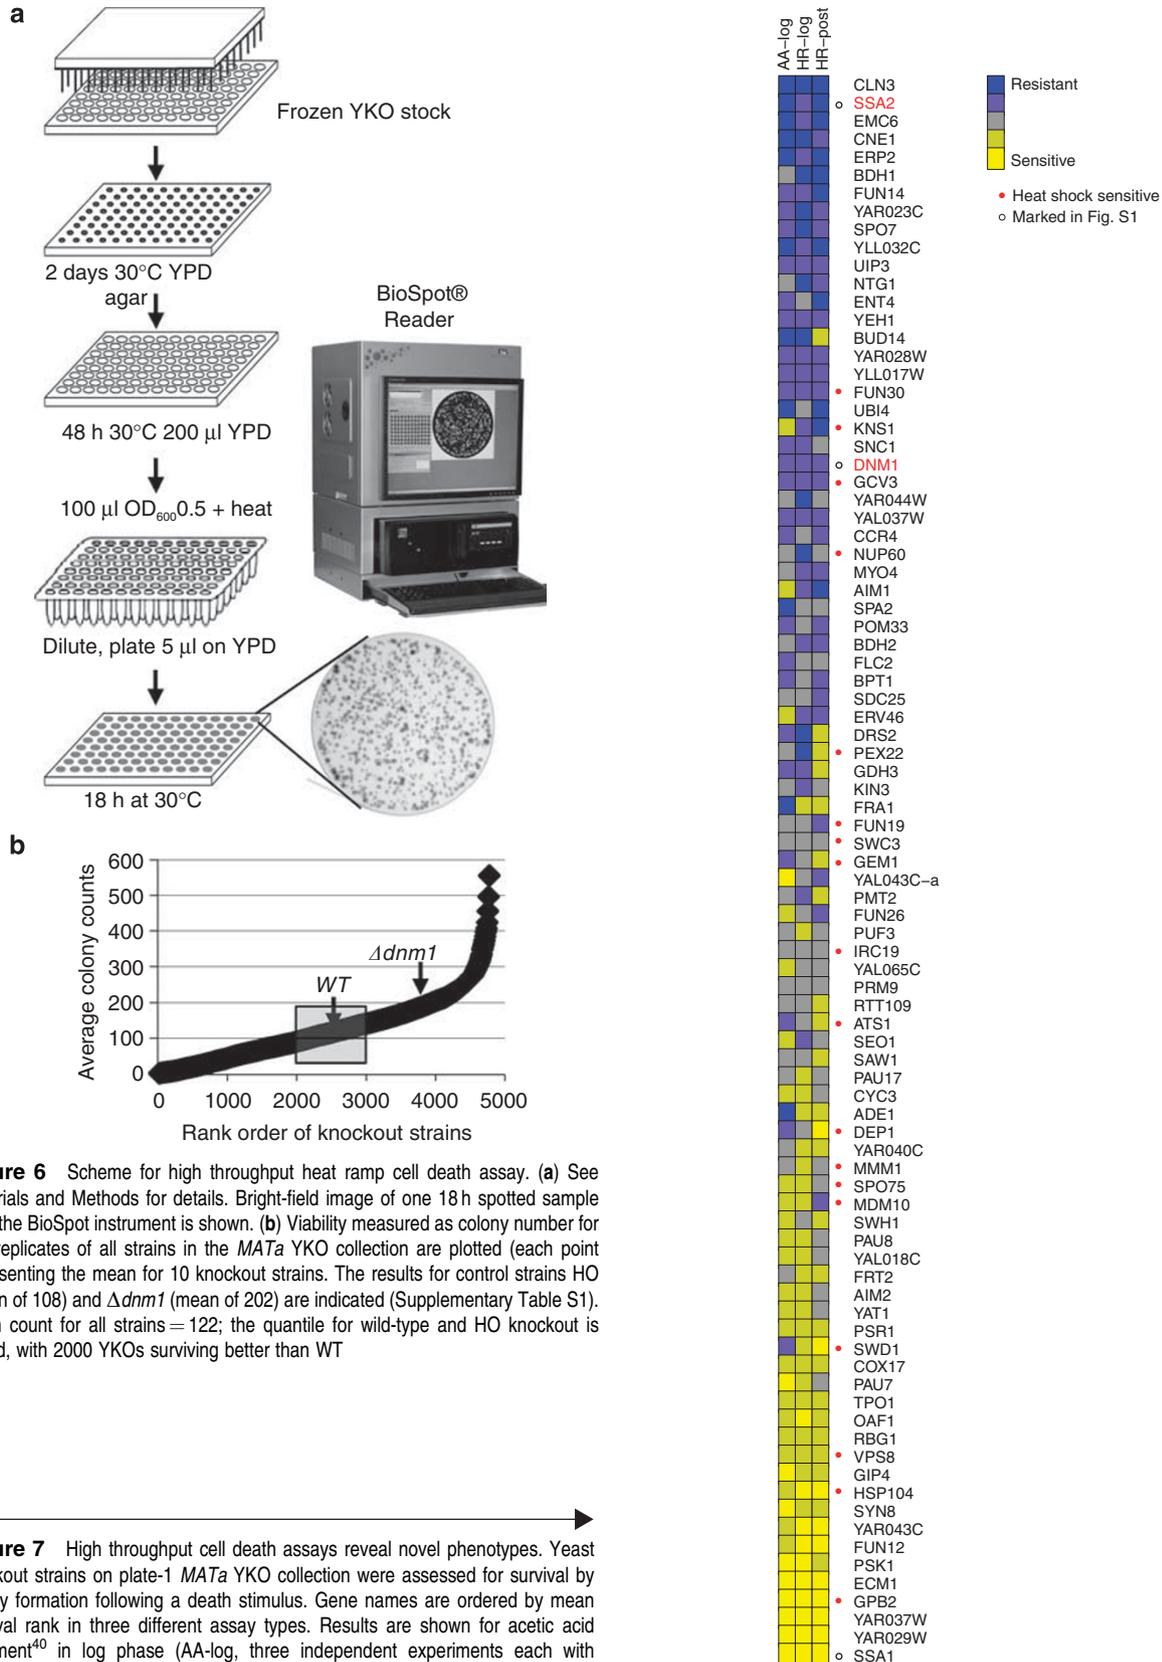 a
Frozen YKO stock
2 days 30°C YPD
agar
BioSpot®
Reader
48 h 30°C 200 µl YPD
100 µl OD600 0.5 + heat
Dilute, plate 5 µl on YPD
18 h at 30°C
b
600
500
400
300
200
100
0
Average colony counts
Δdnm1
WT
0 1000 2000 3000 4000 5000
Rank order of knockout strains
ure 6 Scheme for high throughput heat ramp cell death assay. (a) See
rials and Methods for details. Bright-field image of one 18 h spotted sample
the BioSpot instrument is shown. (b) Viability measured as colony number for
eplicates of all strains in the MATa YKO collection are plotted (each point
senting the mean for 10 knockout strains. The results for control strains HO
n of 108) and Δdnm1 (mean of 202) are indicated (Supplementary Table S1).
count for all strains = 122; the quantile for wild-type and HO knockout is
d, with 2000 YKOs surviving better than WT
ure 7 High throughput cell death assays reveal novel phenotypes. Yeast
kout strains on plate-1 MATa YKO collection were assessed for survival by
y formation following a death stimulus. Gene names are ordered by mean
val rank in three different assay types. Results are shown for acetic acid
ment40 in log phase (AA-log, three independent experiments each with
AA–log
HR–log
HR–post
CLN3
SSA2
EMC6
CNE1
ERP2
BDH1
FUN14
YAR023C
SPO7
YLL032C
UIP3
NTG1
ENT4
YEH1
BUD14
YAR028W
YLL017W
FUN30
UBI4
KNS1
SNC1
DNM1
GCV3
YAR044W
YAL037W
CCR4
NUP60
MYO4
AIM1
SPA2
POM33
BDH2
FLC2
BPT1
SDC25
ERV46
DRS2
PEX22
GDH3
KIN3
FRA1
FUN19
SWC3
GEM1
YAL043C–a
PMT2
FUN26
PUF3
IRC19
YAL065C
PRM9
RTT109
ATS1
SEO1
SAW1
PAU17
CYC3
ADE1
DEP1
YAR040C
MMM1
SPO75
MDM10
SWH1
PAU8
YAL018C
FRT2
AIM2
YAT1
PSR1
SWD1
COX17
PAU7
TPO1
OAF1
RBG1
VPS8
GIP4
HSP104
SYN8
YAR043C
FUN12
PSK1
ECM1
GPB2
YAR037W
YAR029W
SSA1
Resistant
Sensitive
Heat shock sensitive
Marked in Fig. S1